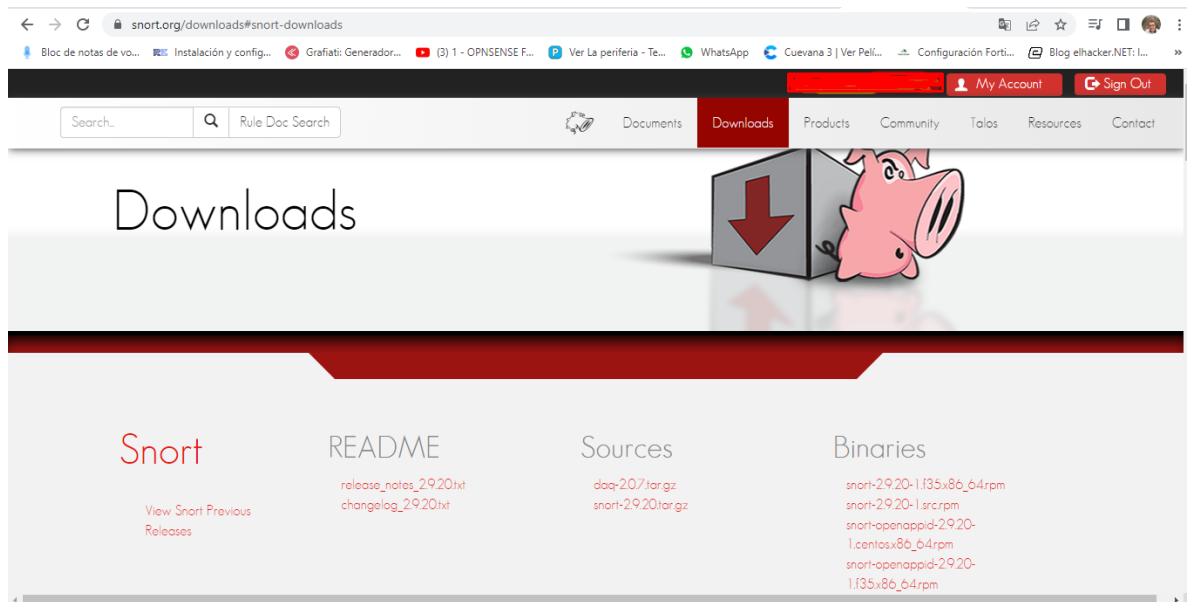 snort.org/downloads#snort-downloads
Bloc de notas de vo... Instalación y config... Grafiati: Generador... (3) 1 - OPNSENSE F... Ver La periferia - Te... WhatsApp Cuevana 3 | Ver Pelí... Configuración Forti... Blog elhacker.NET: I... »
My Account Sign Out
Search... Rule Doc Search Documents Downloads Products Community Talos Resources Contact
Downloads
Snort
View Snort Previous
Releases
README
release_notes_2.9.20.txt
changelog_2.9.20.txt
Sources
daq-2.0.7.tar.gz
snort-2.9.20.tar.gz
Binaries
snort-2.9.20-1.f35.x86_64.rpm
snort-2.9.20-1.src.rpm
snort-openappid-2.9.20-
1.centos.x86_64.rpm
snort-openappid-2.9.20-
1.f35.x86_64.rpm